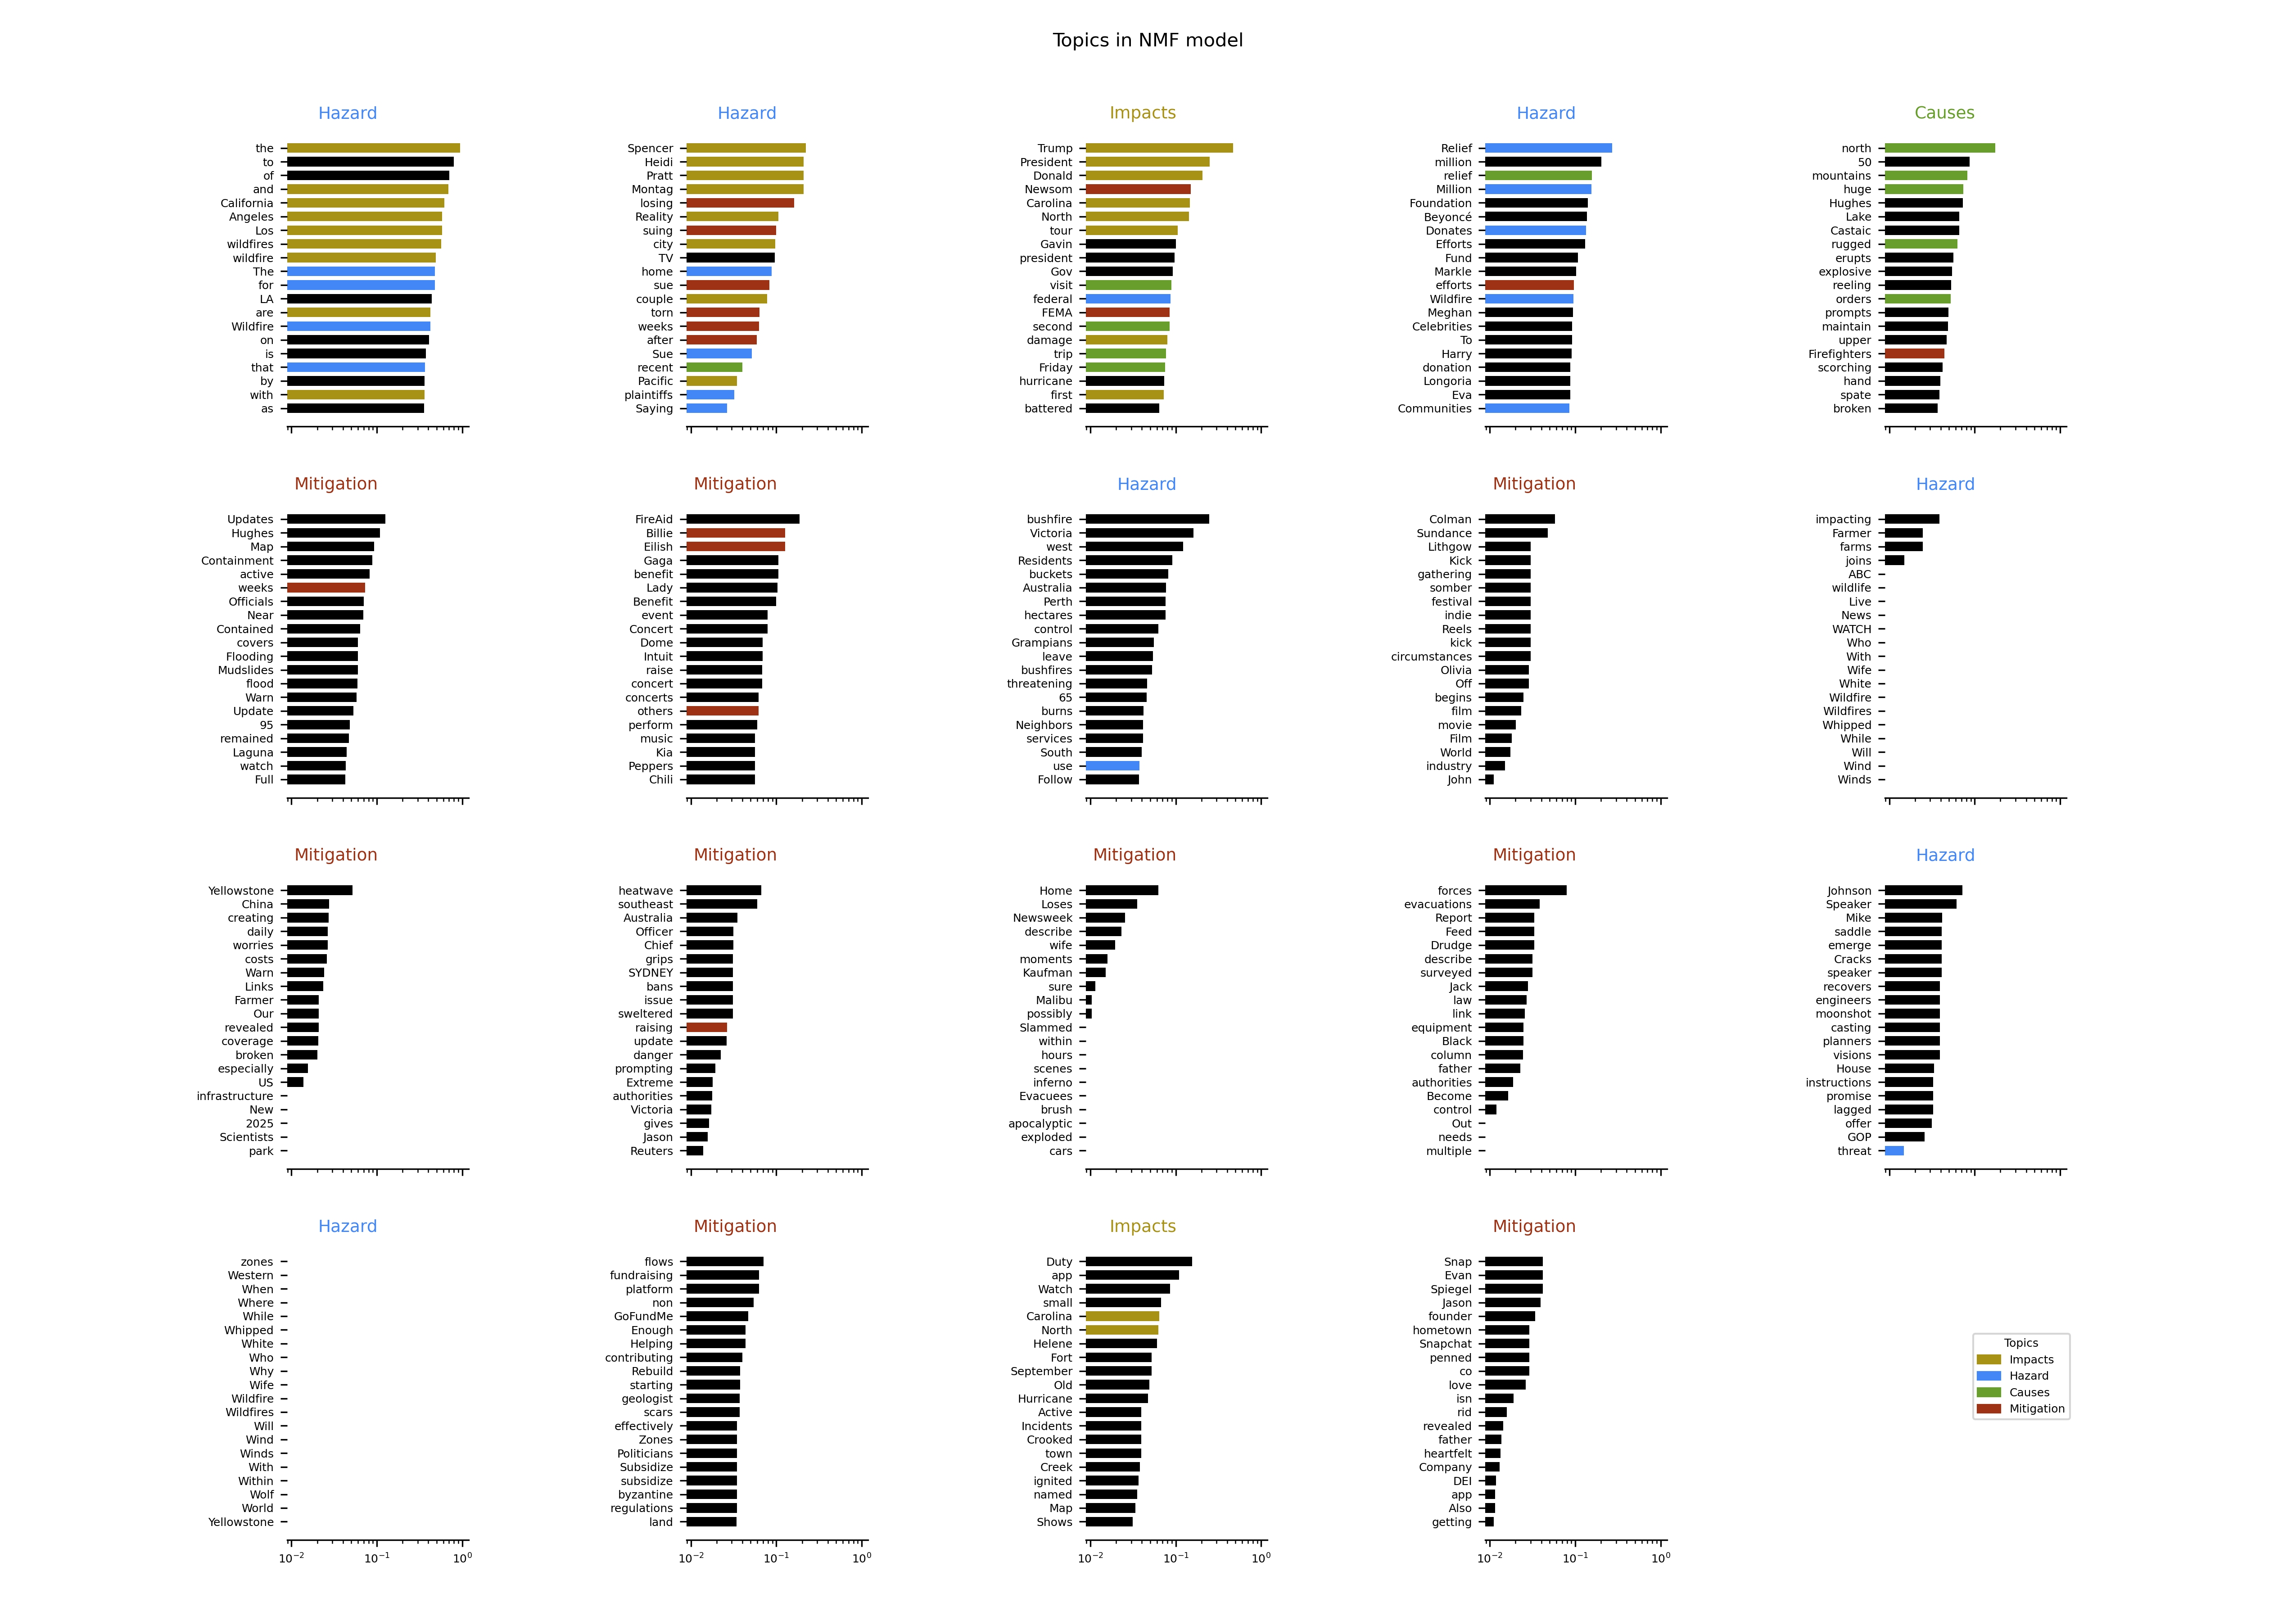 Topics in NMF model
Hazard
the
to
of
and
California
Angeles
Los
wildfires
wildfire
The
for
LA
are
Wildfire
on
is
that
by
with
as
Hazard
Spencer
Heidi
Pratt
Montag
losing
Reality
suing
city
TV
home
sue
couple
torn
weeks
after
Sue
recent
Pacific
plaintiffs
Saying
Impacts
Trump
President
Donald
Newsom
Carolina
North
tour
Gavin
president
Gov
visit
federal
FEMA
second
damage
trip
Friday
hurricane
first
battered
Hazard
Relief
million
relief
Million
Foundation
Beyoncé
Donates
Efforts
Fund
Markle
efforts
Wildfire
Meghan
Celebrities
To
Harry
donation
Longoria
Eva
Communities
Causes
north
50
mountains
huge
Hughes
Lake
Castaic
rugged
erupts
explosive
reeling
orders
prompts
maintain
upper
Firefighters
scorching
hand
spate
broken
Mitigation
Updates
Hughes
Map
Containment
active
weeks
Officials
Near
Contained
covers
Flooding
Mudslides
flood
Warn
Update
95
remained
Laguna
watch
Full
Mitigation
FireAid
Billie
Eilish
Gaga
benefit
Lady
Benefit
event
Concert
Dome
Intuit
raise
concert
concerts
others
perform
music
Kia
Peppers
Chili
Hazard
bushfire
Victoria
west
Residents
buckets
Australia
Perth
hectares
control
Grampians
leave
bushfires
threatening
65
burns
Neighbors
services
South
use
Follow
Mitigation
Colman
Sundance
Lithgow
Kick
gathering
somber
festival
indie
Reels
kick
circumstances
Olivia
Off
begins
film
movie
Film
World
industry
John
Hazard
impacting
Farmer
farms
joins
ABC
wildlife
Live
News
WATCH
Who
With
Wife
White
Wildfire
Wildfires
Whipped
While
Will
Wind
Winds
Mitigation
Yellowstone
China
creating
daily
worries
costs
Warn
Links
Farmer
Our
revealed
coverage
broken
especially
US
infrastructure
New
2025
Scientists
park
Mitigation
heatwave
southeast
Australia
Officer
Chief
grips
SYDNEY
bans
issue
sweltered
raising
update
danger
prompting
Extreme
authorities
Victoria
gives
Jason
Reuters
Mitigation
Home
Loses
Newsweek
describe
wife
moments
Kaufman
sure
Malibu
possibly
Slammed
within
hours
scenes
inferno
Evacuees
brush
apocalyptic
exploded
cars
Mitigation
forces
evacuations
Report
Feed
Drudge
describe
surveyed
Jack
law
link
equipment
Black
column
father
authorities
Become
control
Out
needs
multiple
Hazard
Johnson
Speaker
Mike
saddle
emerge
Cracks
speaker
recovers
engineers
moonshot
casting
planners
visions
House
instructions
promise
lagged
offer
GOP
threat
Hazard
zones
Western
When
Where
While
Whipped
White
Who
Why
Wife
Wildfire
Wildfires
Will
Wind
Winds
With
Within
Wolf
World
Yellowstone
10⁻² 10⁻¹ 10⁰
Mitigation
flows
fundraising
platform
non
GoFundMe
Enough
Helping
contributing
Rebuild
starting
geologist
scars
effectively
Zones
Politicians
Subsidize
subsidize
byzantine
regulations
land
10⁻² 10⁻¹ 10⁰
Impacts
Duty
app
Watch
small
Carolina
North
Helene
Fort
September
Old
Hurricane
Active
Incidents
Crooked
town
Creek
ignited
named
Map
Shows
10⁻² 10⁻¹ 10⁰
Mitigation
Snap
Evan
Spiegel
Jason
founder
hometown
Snapchat
penned
co
love
isn
rid
revealed
father
heartfelt
Company
DEI
app
Also
getting
10⁻² 10⁻¹ 10⁰
Topics
Impacts
Hazard
Causes
Mitigation